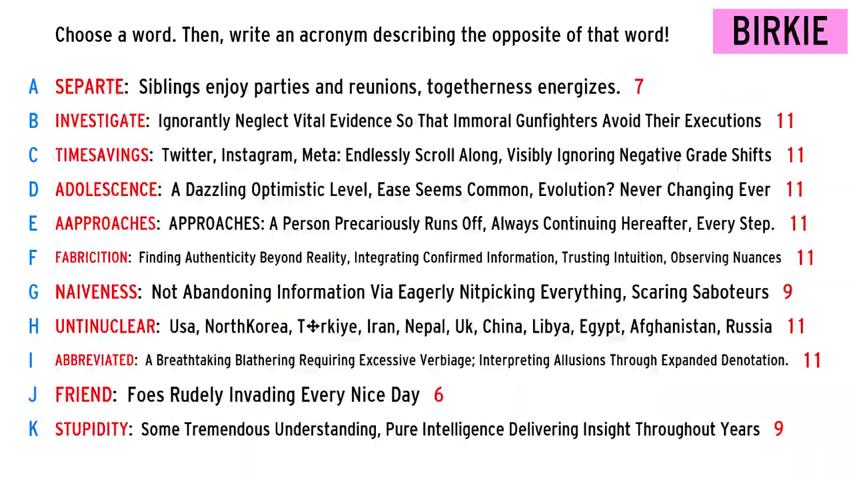 Choose a word. Then, write an acronym describing the opposite of that word!
BIRKIE
A SEPARTE: Siblings enjoy parties and reunions, togetherness energizes. 7
B INVESTIGATE: Ignorantly Neglect Vital Evidence So That Immoral Gunfighters Avoid Their Executions 11
C TIMESAVINGS: Twitter, Instagram, Meta: Endlessly Scroll Along, Visibly Ignoring Negative Grade Shifts 11
D ADOLESCENCE: A Dazzling Optimistic Level, Ease Seems Common, Evolution? Never Changing Ever 11
E AAPPROACHES: APPROACHES: A Person Precariously Runs Off, Always Continuing Hereafter, Every Step. 11
F FABRICITION: Finding Authenticity Beyond Reality, Integrating Confirmed Information, Trusting Intuition, Observing Nuances 11
G NAIVENESS: Not Abandoning Information Via Eagerly Nitpicking Everything, Scaring Saboteurs 9
H UNTINUCLEAR: Usa, NorthKorea, T✣rkiye, Iran, Nepal, Uk, China, Libya, Egypt, Afghanistan, Russia 11
I ABBREVIATED: A Breathtaking Blathering Requiring Excessive Verbiage; Interpreting Allusions Through Expanded Denotation. 11
J FRIEND: Foes Rudely Invading Every Nice Day 6
K STUPIDITY: Some Tremendous Understanding, Pure Intelligence Delivering Insight Throughout Years 9